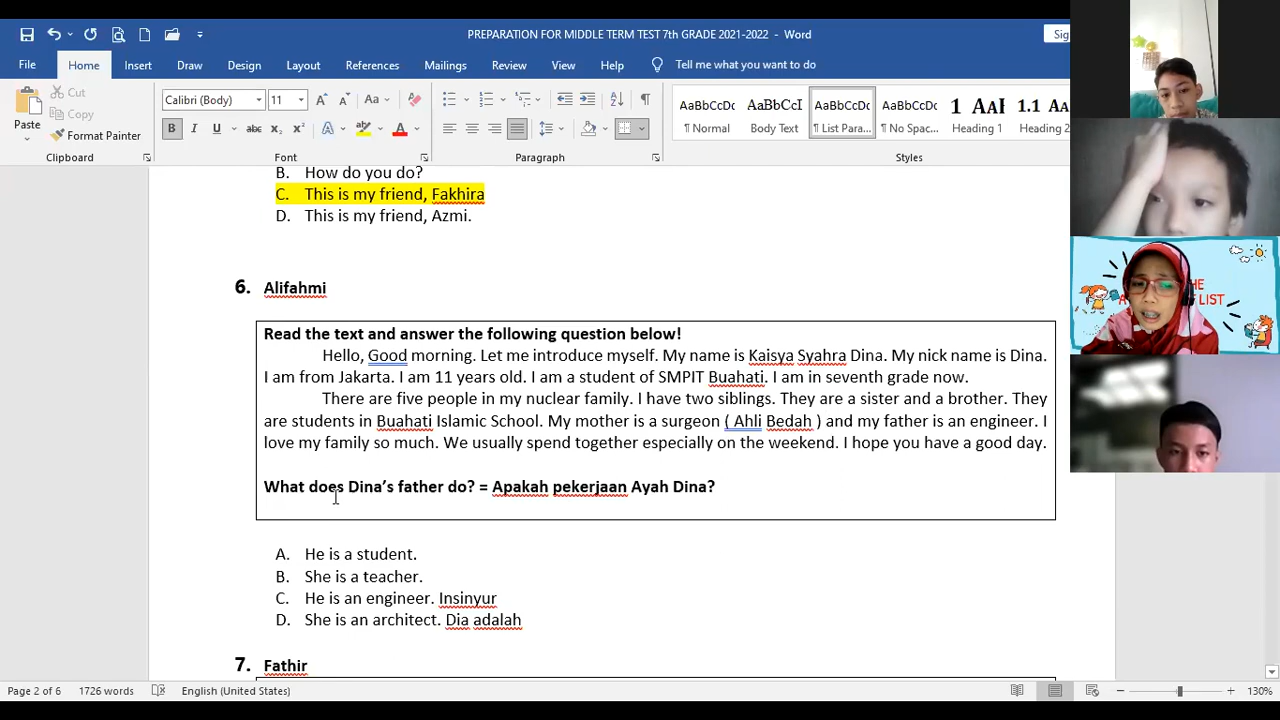 PREPARATION FOR MIDDLE TERM TEST 7th GRADE 2021-2022 - Word
Sig
File Home Insert Draw Design Layout References Mailings Review View Help Tell me what you want to do
Cut
Copy
Format Painter
Paste
Calibri (Body) 11
AaBbCcDc AaBbCcI AaBbCcDc AaBbCcDc 1 AaI 1.1 AaH
¶ Normal Body Text ¶ List Para... ¶ No Spac... Heading 1 Heading 2
Clipboard Font Paragraph Styles
B. How do you do?
C. This is my friend, Fakhira
D. This is my friend, Azmi.
6. Alifahmi
Read the text and answer the following question below!
Hello, Good morning. Let me introduce myself. My name is Kaisya Syahra Dina. My nick name is Dina.
I am from Jakarta. I am 11 years old. I am a student of SMPIT Buahati. I am in seventh grade now.
There are five people in my nuclear family. I have two siblings. They are a sister and a brother. They
are students in Buahati Islamic School. My mother is a surgeon ( Ahli Bedah ) and my father is an engineer. I
love my family so much. We usually spend together especially on the weekend. I hope you have a good day.
What does Dina's father do? = Apakah pekerjaan Ayah Dina?
A. He is a student.
B. She is a teacher.
C. He is an engineer. Insinyur
D. She is an architect. Dia adalah
7. Fathir
Page 2 of 6 1726 words English (United States) 130%
HE
LIST